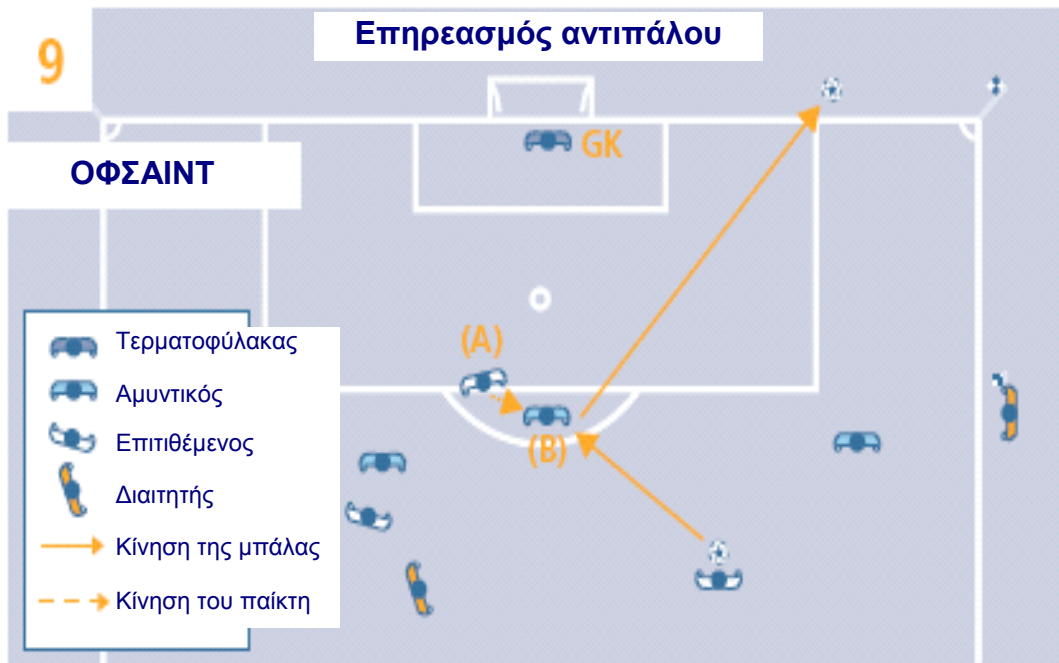 Επηρεασμός αντιπάλου
9
GK
ΟΦΣΑΙΝΤ
(A)
(B)
Τερματοφύλακας
Αμυντικός
Επιτιθέμενος
Διαιτητής
Κίνηση της μπάλας
Κίνηση του παίκτη